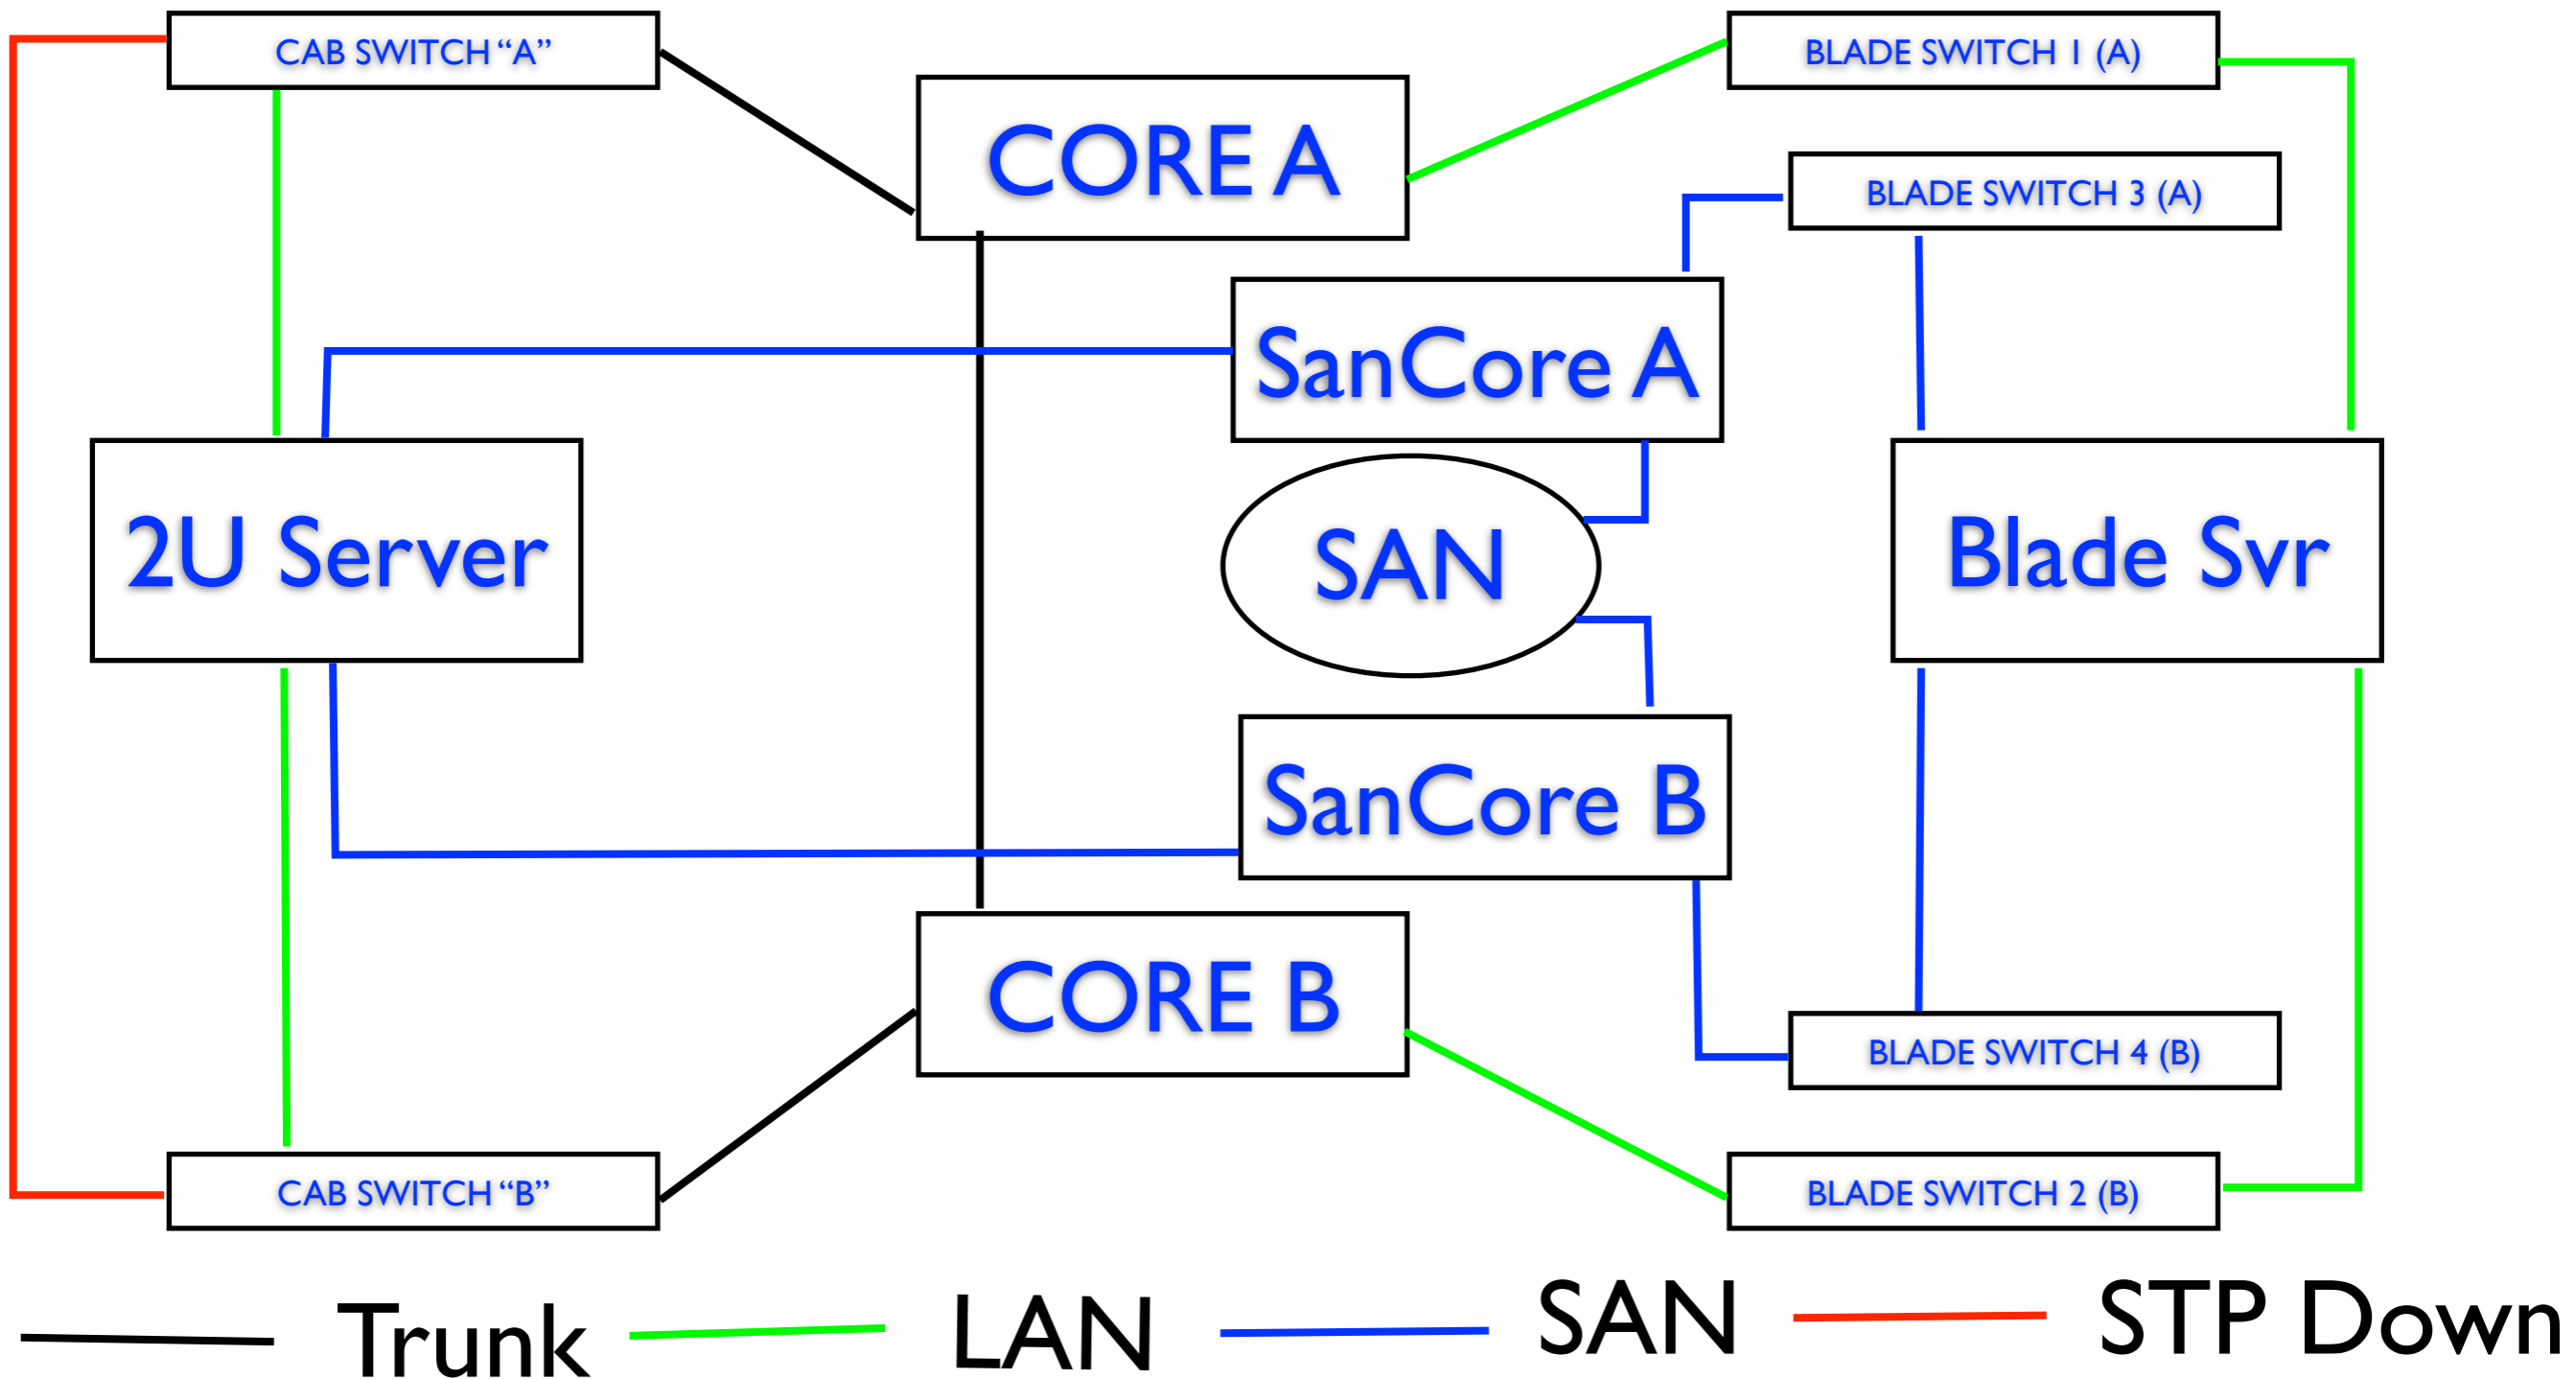 CAB SWITCH “A”
BLADE SWITCH 1 (A)
CORE A
BLADE SWITCH 3 (A)
SanCore A
2U Server
SAN
Blade Svr
SanCore B
CORE B
BLADE SWITCH 4 (B)
CAB SWITCH “B”
BLADE SWITCH 2 (B)
Trunk
LAN
SAN
STP Down